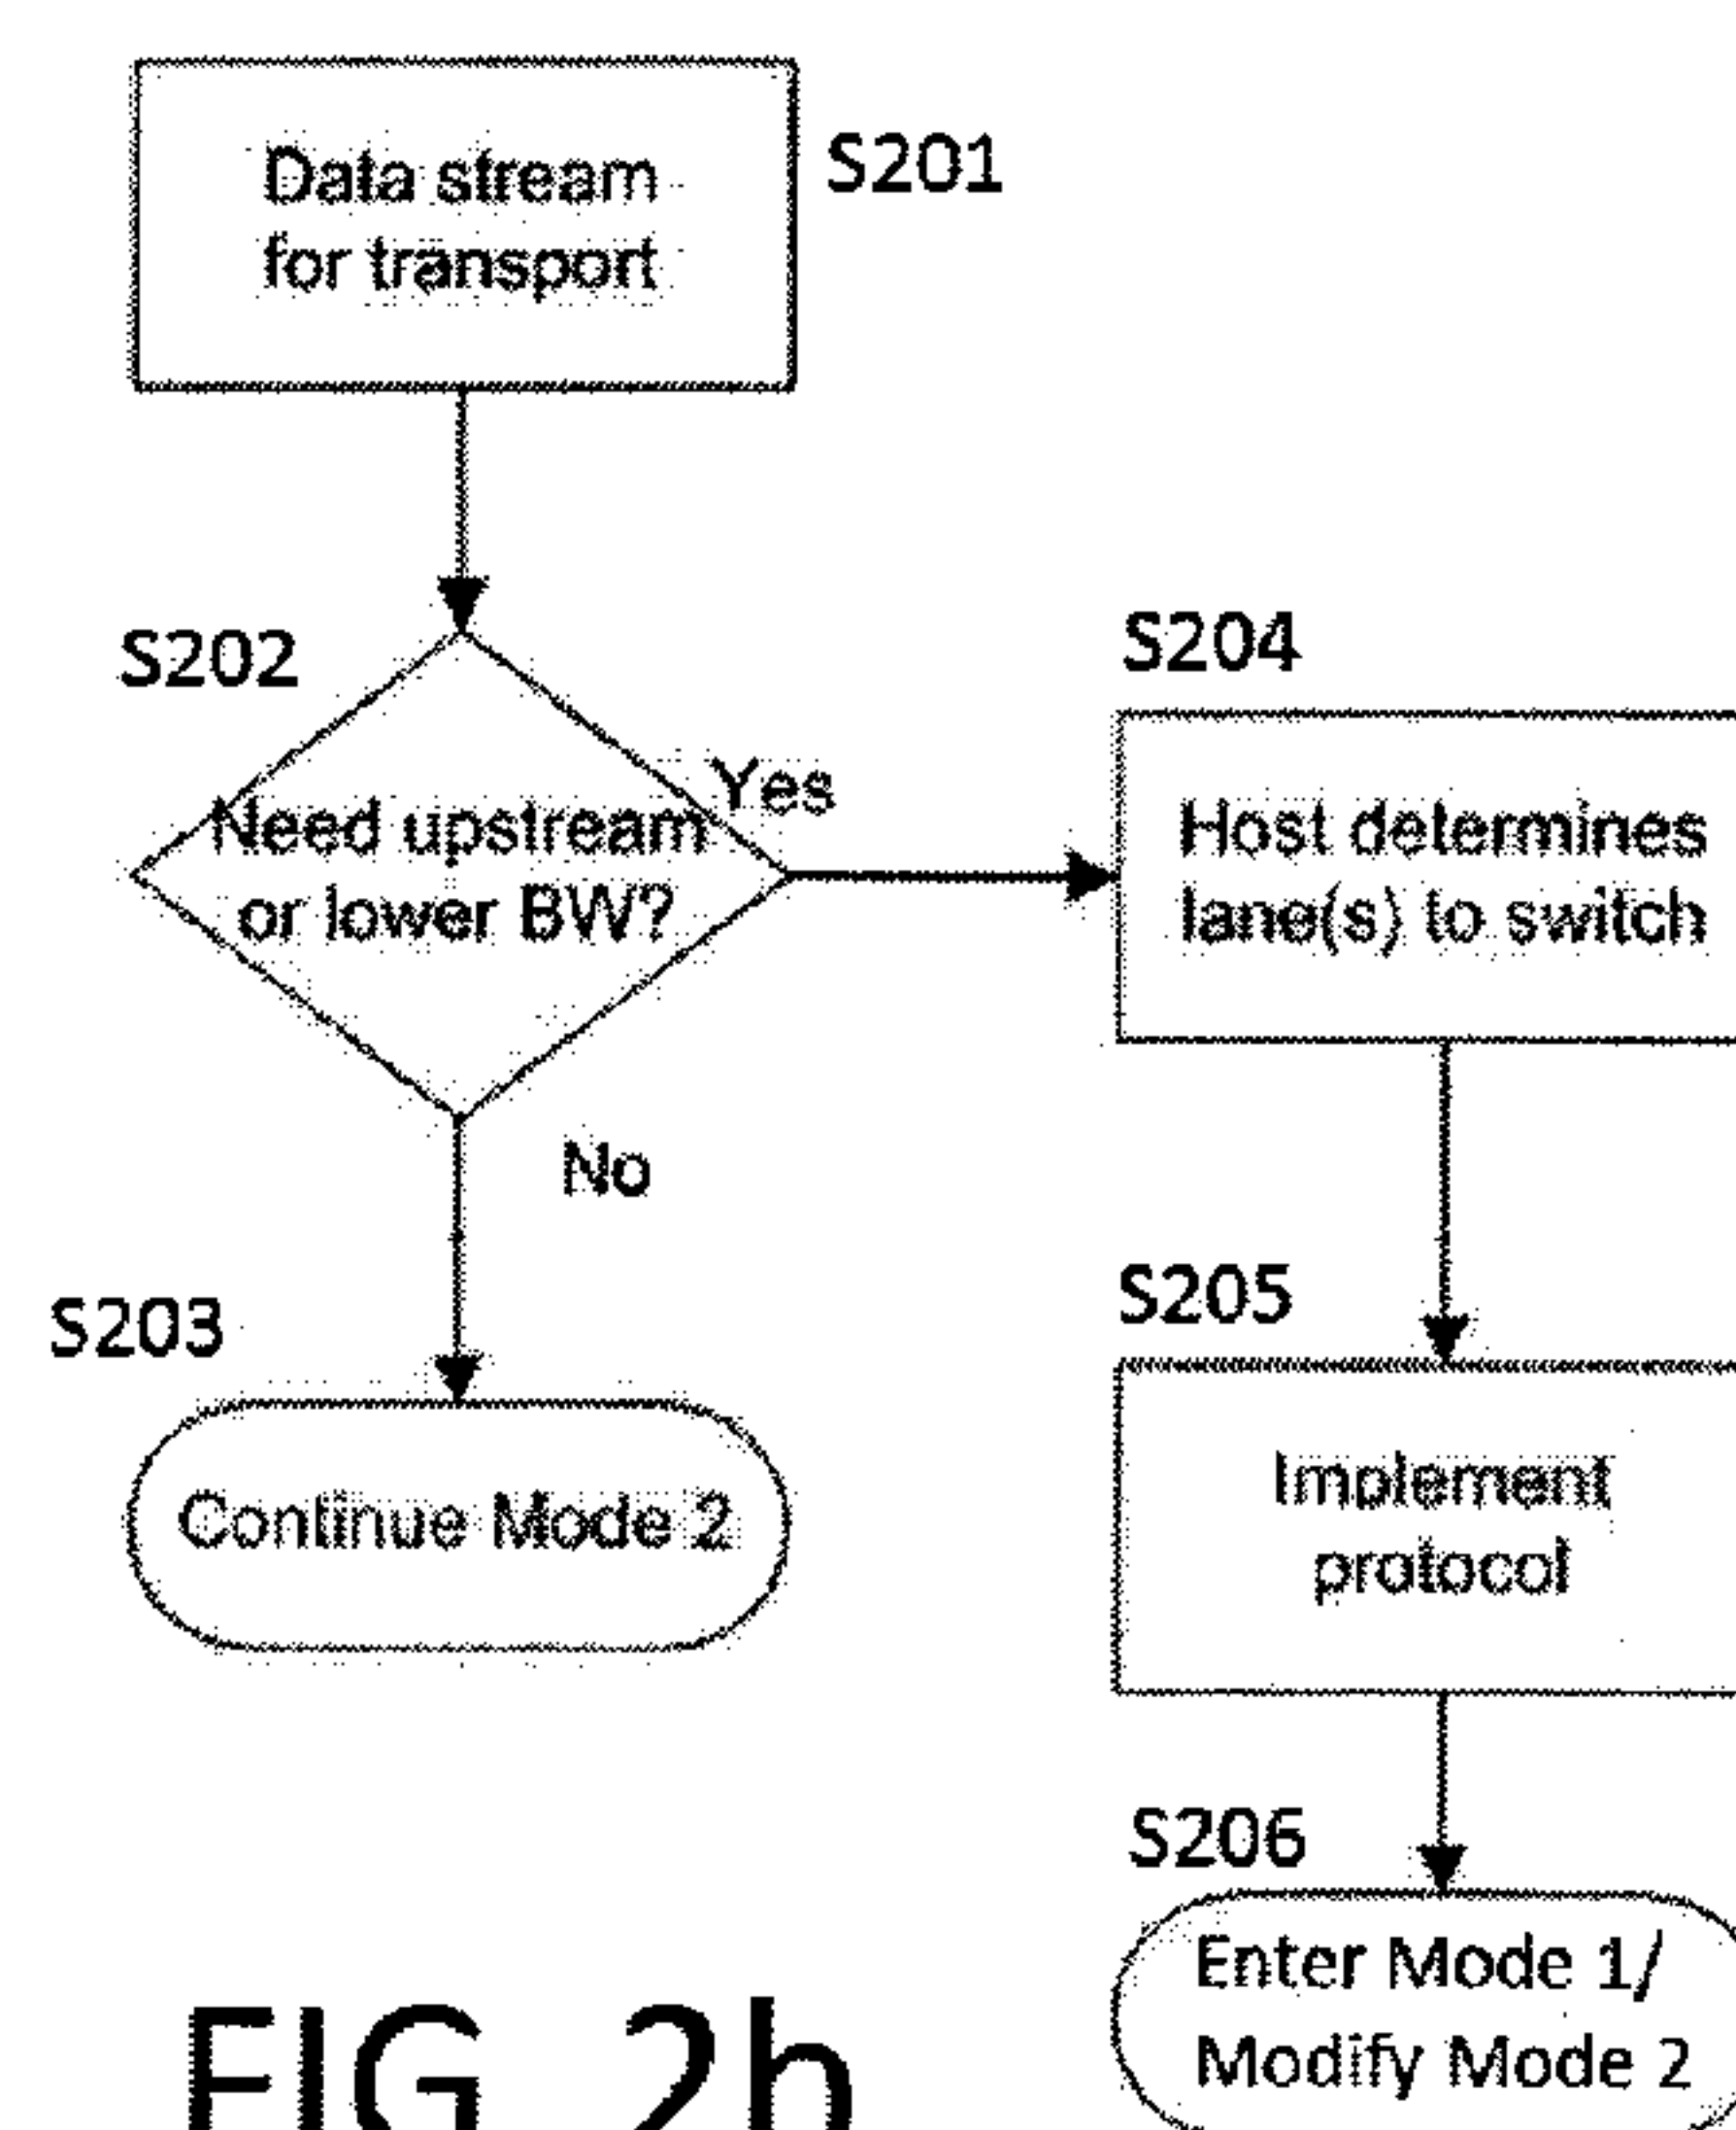 Data stream
for transport
S201
S202
Need upstream
or lower BW?
Yes
No
S203
Continue Mode 2
S204
Host determines
lane(s) to switch
S205
Implement
protocol
S206
Enter Mode 1/
Modify Mode 2
FIG. 2b